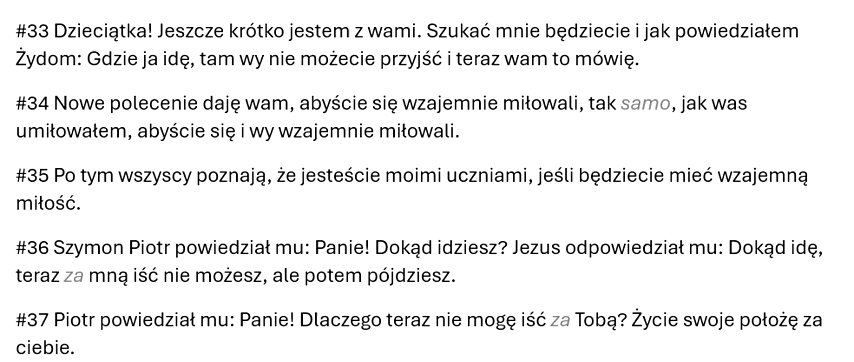 #33 Dzieciątka! Jeszcze krótko jestem z wami. Szukać mnie będziecie i jak powiedziałem
Żydom: Gdzie ja idę, tam wy nie możecie przyjść i teraz wam to mówię.
#34 Nowe polecenie daję wam, abyście się wzajemnie miłowali, tak samo, jak was
umiłowałem, abyście się i wy wzajemnie miłowali.
#35 Po tym wszyscy poznają, że jesteście moimi uczniami, jeśli będziecie mieć wzajemną
miłość.
#36 Szymon Piotr powiedział mu: Panie! Dokąd idziesz? Jezus odpowiedział mu: Dokąd idę,
teraz za mną iść nie możesz, ale potem pójdziesz.
#37 Piotr powiedział mu: Panie! Dlaczego teraz nie mogę iść za Tobą? Życie swoje położę za
ciebie.